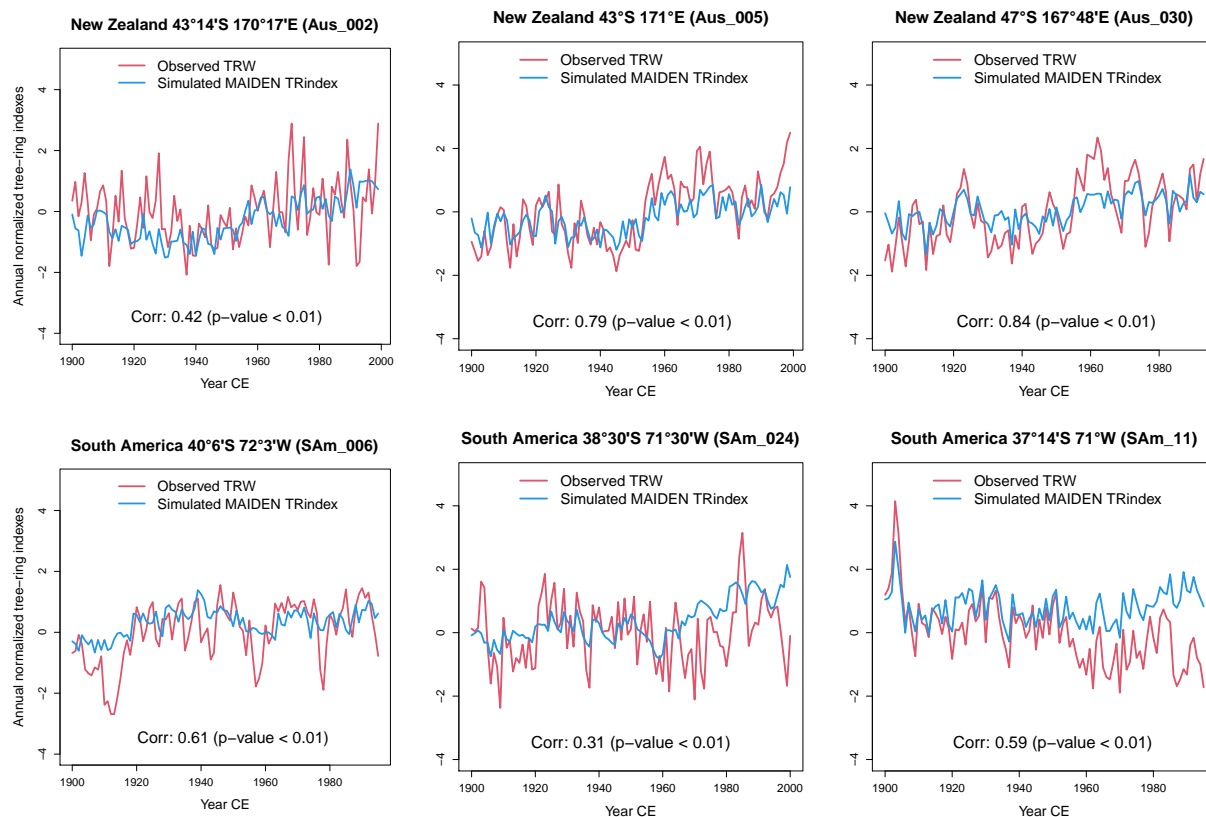 New Zealand 43°14'S 170°17'E (Aus_002)
Observed TRW
Simulated MAIDEN TRindex
Annual normalized tree−ring indexes
4
2
0
−2
−4
Corr: 0.42 (p−value < 0.01)
1900 1920 1940 1960 1980 2000
Year CE
New Zealand 43°S 171°E (Aus_005)
Observed TRW
Simulated MAIDEN TRindex
4
2
0
−2
−4
Corr: 0.79 (p−value < 0.01)
1900 1920 1940 1960 1980 2000
Year CE
New Zealand 47°S 167°48'E (Aus_030)
Observed TRW
Simulated MAIDEN TRindex
4
2
0
−2
−4
Corr: 0.84 (p−value < 0.01)
1900 1920 1940 1960 1980
Year CE
South America 40°6'S 72°3'W (SAm_006)
Observed TRW
Simulated MAIDEN TRindex
Annual normalized tree−ring indexes
4
2
0
−2
−4
Corr: 0.61 (p−value < 0.01)
1900 1920 1940 1960 1980
Year CE
South America 38°30'S 71°30'W (SAm_024)
Observed TRW
Simulated MAIDEN TRindex
4
2
0
−2
−4
Corr: 0.31 (p−value < 0.01)
1900 1920 1940 1960 1980 2000
Year CE
South America 37°14'S 71°W (SAm_11)
Observed TRW
Simulated MAIDEN TRindex
4
2
0
−2
−4
Corr: 0.59 (p−value < 0.01)
1900 1920 1940 1960 1980
Year CE